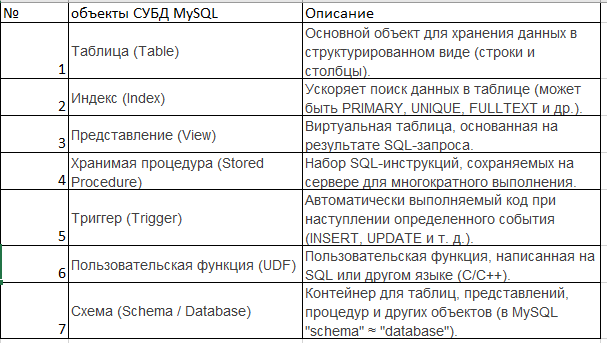 № объекты СУБД MySQL Описание
1 Таблица (Table) Основной объект для хранения данных в
структурированном виде (строки и
столбцы).
2 Индекс (Index) Ускоряет поиск данных в таблице (может
быть PRIMARY, UNIQUE, FULLTEXT и др.).
3 Представление (View) Виртуальная таблица, основанная на
результате SQL-запроса.
4 Хранимая процедура (Stored
Procedure) Набор SQL-инструкций, сохраняемых на
сервере для многократного выполнения.
5 Триггер (Trigger) Автоматически выполняемый код при
наступлении определенного события
(INSERT, UPDATE и т. д.).
6 Пользовательская функция (UDF) Пользовательская функция, написанная на
SQL или другом языке (C/C++).
7 Схема (Schema / Database) Контейнер для таблиц, представлений,
процедур и других объектов (в MySQL
"schema" ≈ "database").